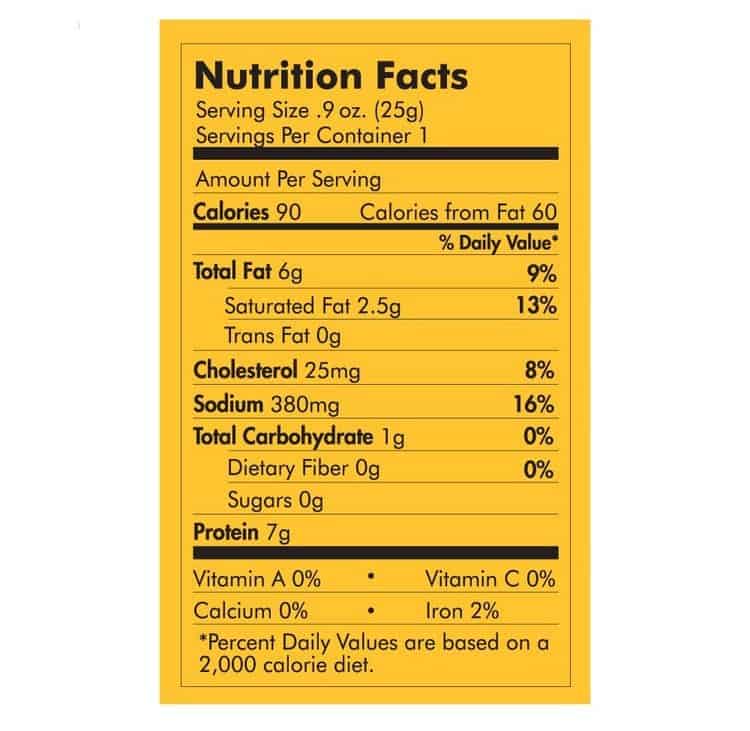 Nutrition Facts
Serving Size .9 oz. (25g)
Servings Per Container 1
Amount Per Serving
Calories 90 Calories from Fat 60
% Daily Value*
Total Fat 6g 9%
Saturated Fat 2.5g 13%
Trans Fat 0g
Cholesterol 25mg 8%
Sodium 380mg 16%
Total Carbohydrate 1g 0%
Dietary Fiber 0g 0%
Sugars 0g
Protein 7g
Vitamin A 0% • Vitamin C 0%
Calcium 0% • Iron 2%
*Percent Daily Values are based on a
2,000 calorie diet.